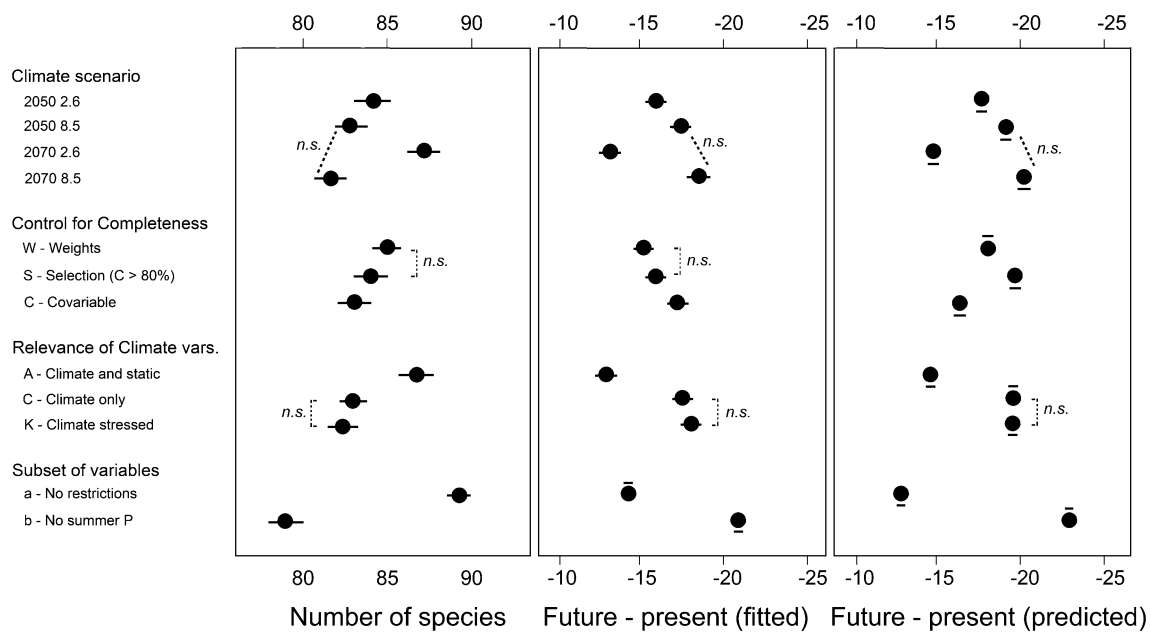 80 85 90 -10 -15 -20 -25 -10 -15 -20 -25
Climate scenario
2050 2.6
2050 8.5
n.s. n.s. n.s.
2070 2.6
2070 8.5
Control for Completeness
W - Weights
n.s. n.s.
S - Selection (C > 80%)
C - Covariable
Relevance of Climate vars.
A - Climate and static
C - Climate only
n.s. n.s. n.s.
K - Climate stressed
Subset of variables
a - No restrictions
b - No summer P
80 85 90 -10 -15 -20 -25 -10 -15 -20 -25
Number of species Future - present (fitted) Future - present (predicted)